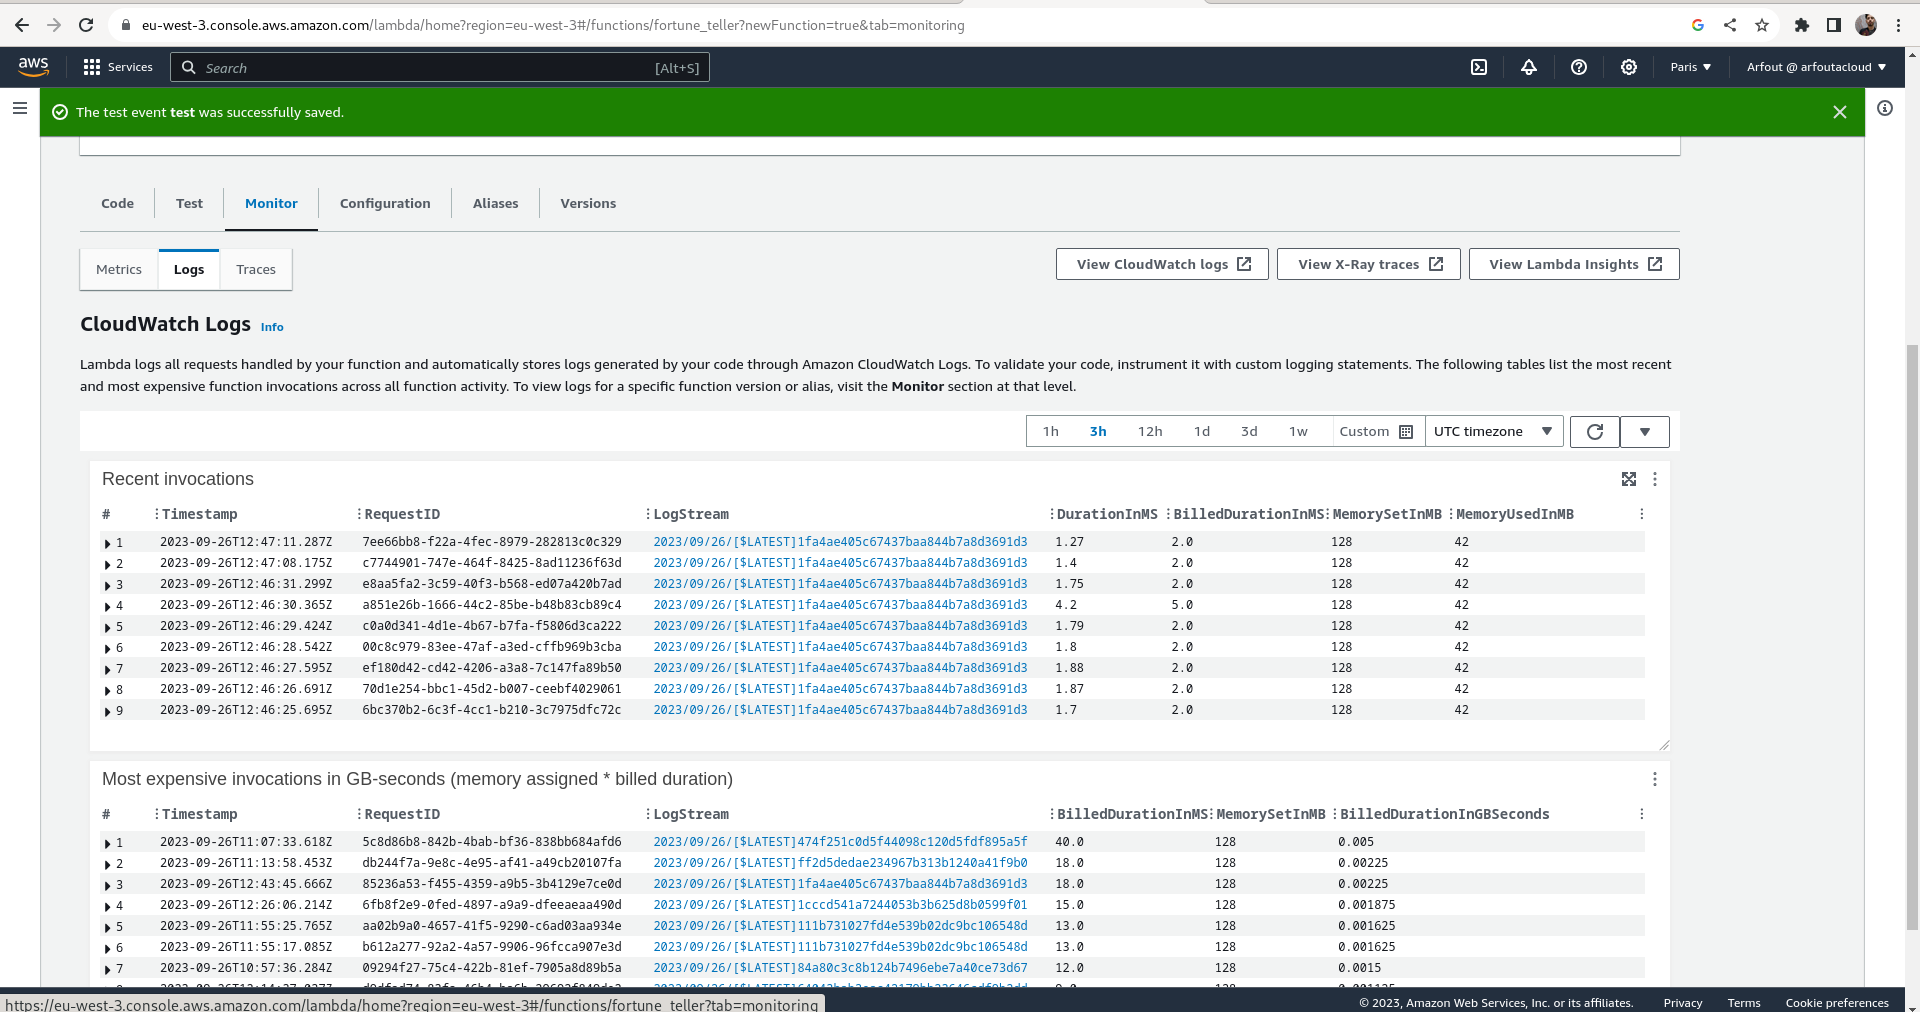 eu-west-3.console.aws.amazon.com/lambda/home?region=eu-west-3#/functions/fortune_teller?newFunction=true&tab=monitoring
aws Services Search [Alt+S] Paris Arfout @ arfoutacloud
The test event test was successfully saved.
Code Test Monitor Configuration Aliases Versions
Metrics Logs Traces View CloudWatch logs View X-Ray traces View Lambda Insights
CloudWatch Logs Info
Lambda logs all requests handled by your function and automatically stores logs generated by your code through Amazon CloudWatch Logs. To validate your code, instrument it with custom logging statements. The following tables list the most recent
and most expensive function invocations across all function activity. To view logs for a specific function version or alias, visit the Monitor section at that level.
1h 3h 12h 1d 3d 1w Custom UTC timezone
Recent invocations
# Timestamp RequestID LogStream DurationInMS BilledDurationInMS MemorySetInMB MemoryUsedInMB
1 2023-09-26T12:47:11.287Z 7ee66bb8-f22a-4fec-8979-282813c0c329 2023/09/26/[$LATEST]1fa4ae405c67437baa844b7a8d3691d3 1.27 2.0 128 42
2 2023-09-26T12:47:08.175Z c7744901-747e-464f-8425-8ad11236f63d 2023/09/26/[$LATEST]1fa4ae405c67437baa844b7a8d3691d3 1.4 2.0 128 42
3 2023-09-26T12:46:31.299Z e8aa5fa2-3c59-40f3-b568-ed07a420b7ad 2023/09/26/[$LATEST]1fa4ae405c67437baa844b7a8d3691d3 1.75 2.0 128 42
4 2023-09-26T12:46:30.365Z a851e26b-1666-44c2-85be-b48b83cb89c4 2023/09/26/[$LATEST]1fa4ae405c67437baa844b7a8d3691d3 4.2 5.0 128 42
5 2023-09-26T12:46:29.424Z c0a0d341-4d1e-4b67-b7fa-f5806d3ca222 2023/09/26/[$LATEST]1fa4ae405c67437baa844b7a8d3691d3 1.79 2.0 128 42
6 2023-09-26T12:46:28.542Z 00c8c979-83ee-47af-a3ed-cffb969b3cba 2023/09/26/[$LATEST]1fa4ae405c67437baa844b7a8d3691d3 1.8 2.0 128 42
7 2023-09-26T12:46:27.595Z ef180d42-cd42-4206-a3a8-7c147fa89b50 2023/09/26/[$LATEST]1fa4ae405c67437baa844b7a8d3691d3 1.88 2.0 128 42
8 2023-09-26T12:46:26.691Z 70d1e254-bbc1-45d2-b007-ceebf4029061 2023/09/26/[$LATEST]1fa4ae405c67437baa844b7a8d3691d3 1.87 2.0 128 42
9 2023-09-26T12:46:25.695Z 6bc370b2-6c3f-4cc1-b210-3c7975dfc72c 2023/09/26/[$LATEST]1fa4ae405c67437baa844b7a8d3691d3 1.7 2.0 128 42
Most expensive invocations in GB-seconds (memory assigned * billed duration)
# Timestamp RequestID LogStream BilledDurationInMS MemorySetInMB BilledDurationInGBSeconds
1 2023-09-26T11:07:33.618Z 5c8d86b8-842b-4bab-bf36-838bb684afd6 2023/09/26/[$LATEST]474f251c0d5f44098c120d5fdf895a5f 40.0 128 0.005
2 2023-09-26T11:13:58.453Z db244f7a-9e8c-4e95-af41-a49cb20107fa 2023/09/26/[$LATEST]ff2d5dedae234967b313b1240a41f9b0 18.0 128 0.00225
3 2023-09-26T12:43:45.666Z 85236a53-f455-4359-a9b5-3b4129e7ce0d 2023/09/26/[$LATEST]1fa4ae405c67437baa844b7a8d3691d3 18.0 128 0.00225
4 2023-09-26T12:26:06.214Z 6fb8f2e9-0fed-4897-a9a9-dfeeaeaa490d 2023/09/26/[$LATEST]1cccd541a7244053b3b625d8b0599f01 15.0 128 0.001875
5 2023-09-26T11:55:25.765Z aa02b9a0-4657-41f5-9290-c6ad03aa934e 2023/09/26/[$LATEST]111b731027fd4e539b02dc9bc106548d 13.0 128 0.001625
6 2023-09-26T11:55:17.085Z b612a277-92a2-4a57-9906-96fcca907e3d 2023/09/26/[$LATEST]111b731027fd4e539b02dc9bc106548d 13.0 128 0.001625
7 2023-09-26T10:57:36.284Z 09294f27-75c4-422b-81ef-7905a8d89b5a 2023/09/26/[$LATEST]84a80c3c8b124b7496ebe7a40ce73d67 12.0 128 0.0015
https://eu-west-3.console.aws.amazon.com/lambda/home?region=eu-west-3#/functions/fortune_teller?tab=monitoring © 2023, Amazon Web Services, Inc. or its affiliates. Privacy Terms Cookie preferences